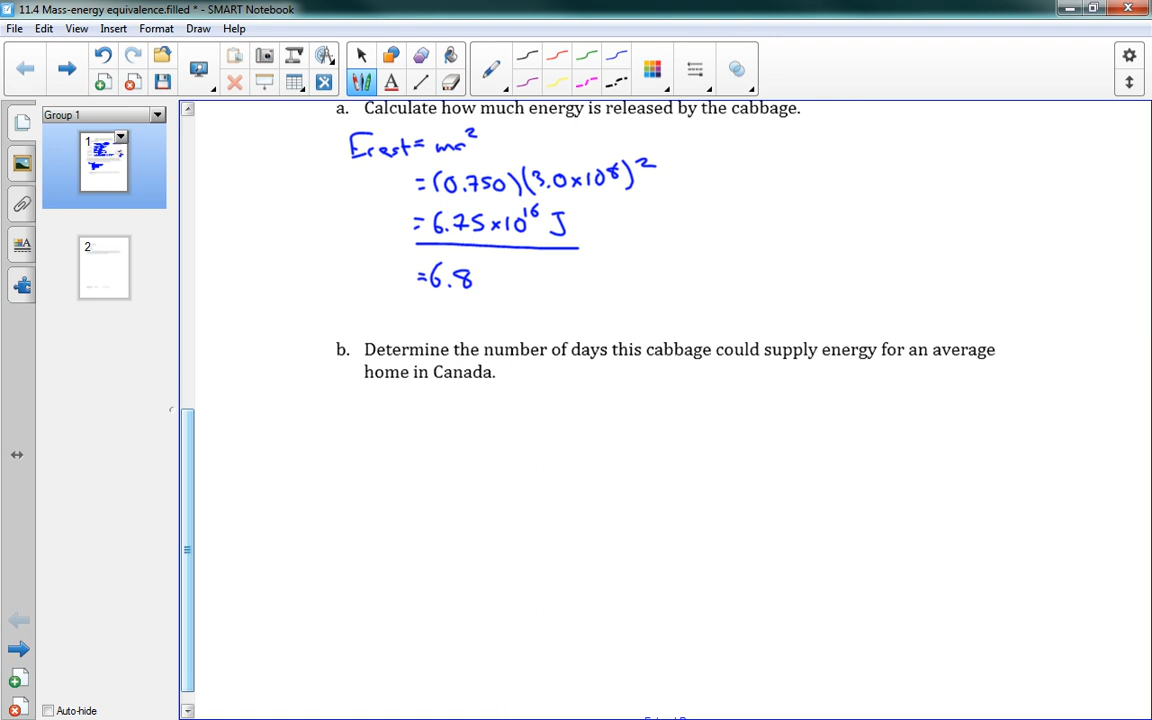 11.4 Mass-energy equivalence.filled * - SMART Notebook
File Edit View Insert Format Draw Help
Group 1
1
2
a. Calculate how much energy is released by the cabbage.
Erest = mc²
= (0.750)(3.0×10⁸)²
= 6.75×10¹⁶ J
= 6.8
b. Determine the number of days this cabbage could supply energy for an average
home in Canada.
Auto-hide